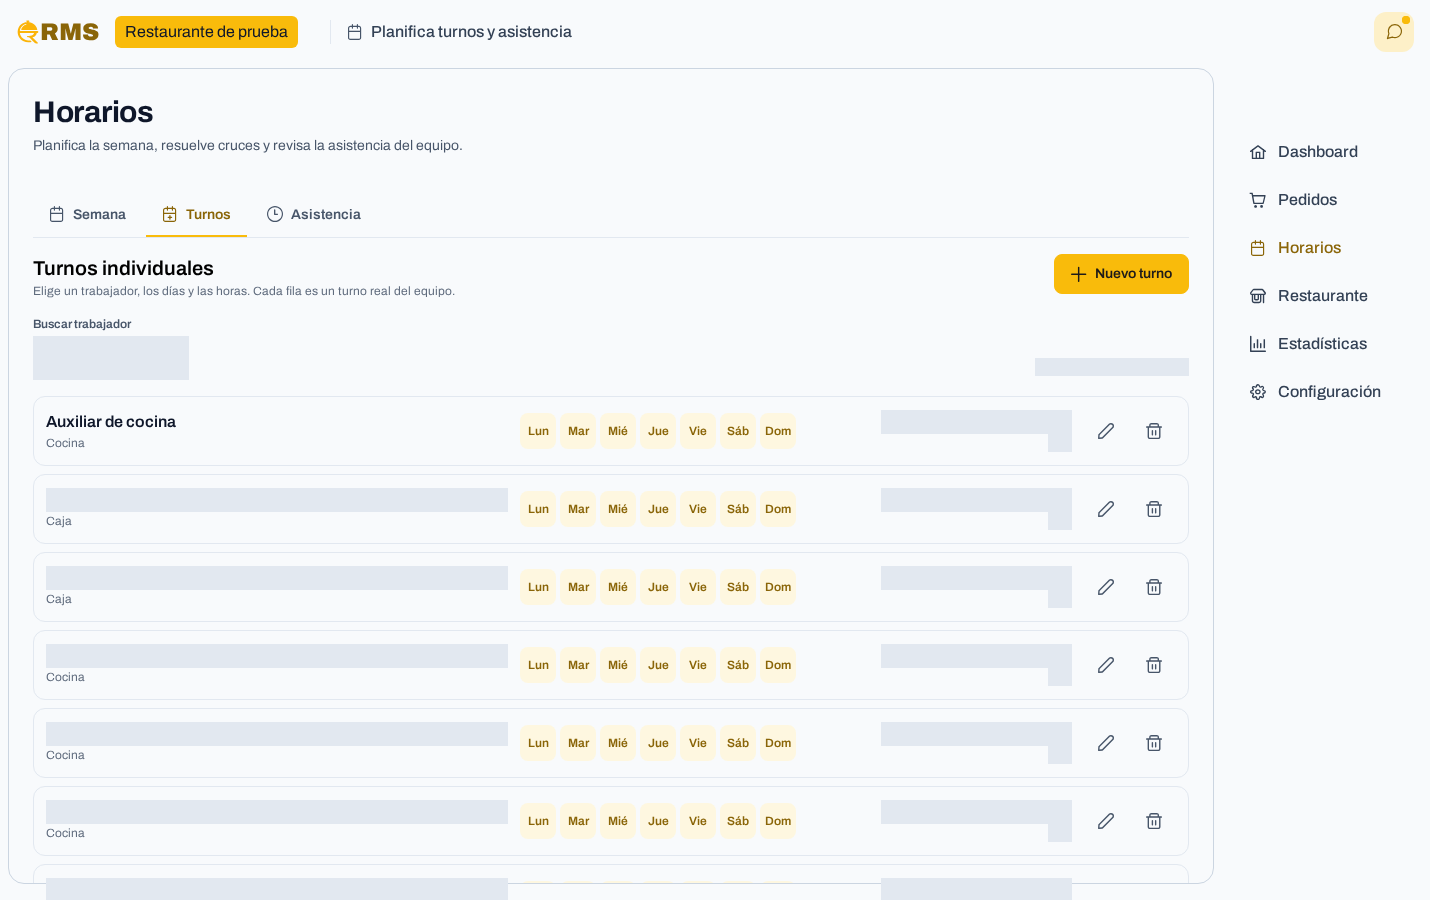 RMS
Restaurante de prueba
Planifica turnos y asistencia
Horarios
Planifica la semana, resuelve cruces y revisa la asistencia del equipo.
Semana
Turnos
Asistencia
Turnos individuales
Elige un trabajador, los días y las horas. Cada fila es un turno real del equipo.
Nuevo turno
Buscar trabajador
Auxiliar de cocina
Cocina
Lun Mar Mié Jue Vie Sáb Dom
Caja
Lun Mar Mié Jue Vie Sáb Dom
Caja
Lun Mar Mié Jue Vie Sáb Dom
Cocina
Lun Mar Mié Jue Vie Sáb Dom
Cocina
Lun Mar Mié Jue Vie Sáb Dom
Cocina
Lun Mar Mié Jue Vie Sáb Dom
Dashboard
Pedidos
Horarios
Restaurante
Estadísticas
Configuración